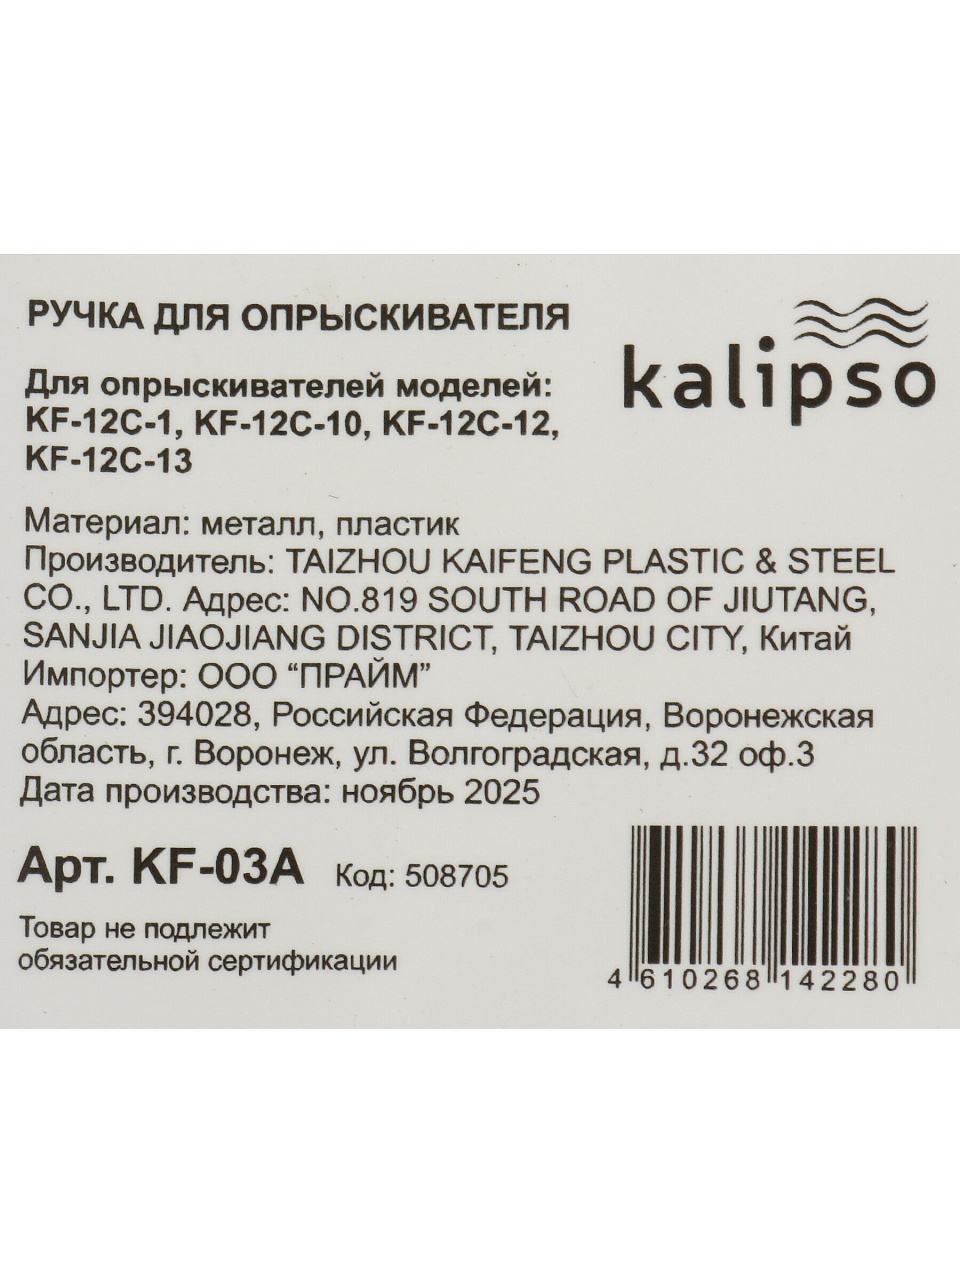 РУЧКА ДЛЯ ОПРЫСКИВАТЕЛЯ
kalipso
Для опрыскивателей моделей:
KF-12C-1, KF-12C-10, KF-12C-12,
KF-12C-13
Материал: металл, пластик
Производитель: TAIZHOU KAIFENG PLASTIC & STEEL
CO., LTD. Адрес: NO.819 SOUTH ROAD OF JIUTANG,
SANJIA JIAOJIANG DISTRICT, TAIZHOU CITY, Китай
Импортер: ООО “ПРАЙМ”
Адрес: 394028, Российская Федерация, Воронежская
область, г. Воронеж, ул. Волгоградская, д.32 оф.3
Дата производства: ноябрь 2025
Арт. KF-03A Код: 508705
Товар не подлежит
обязательной сертификации
4 610268 142280